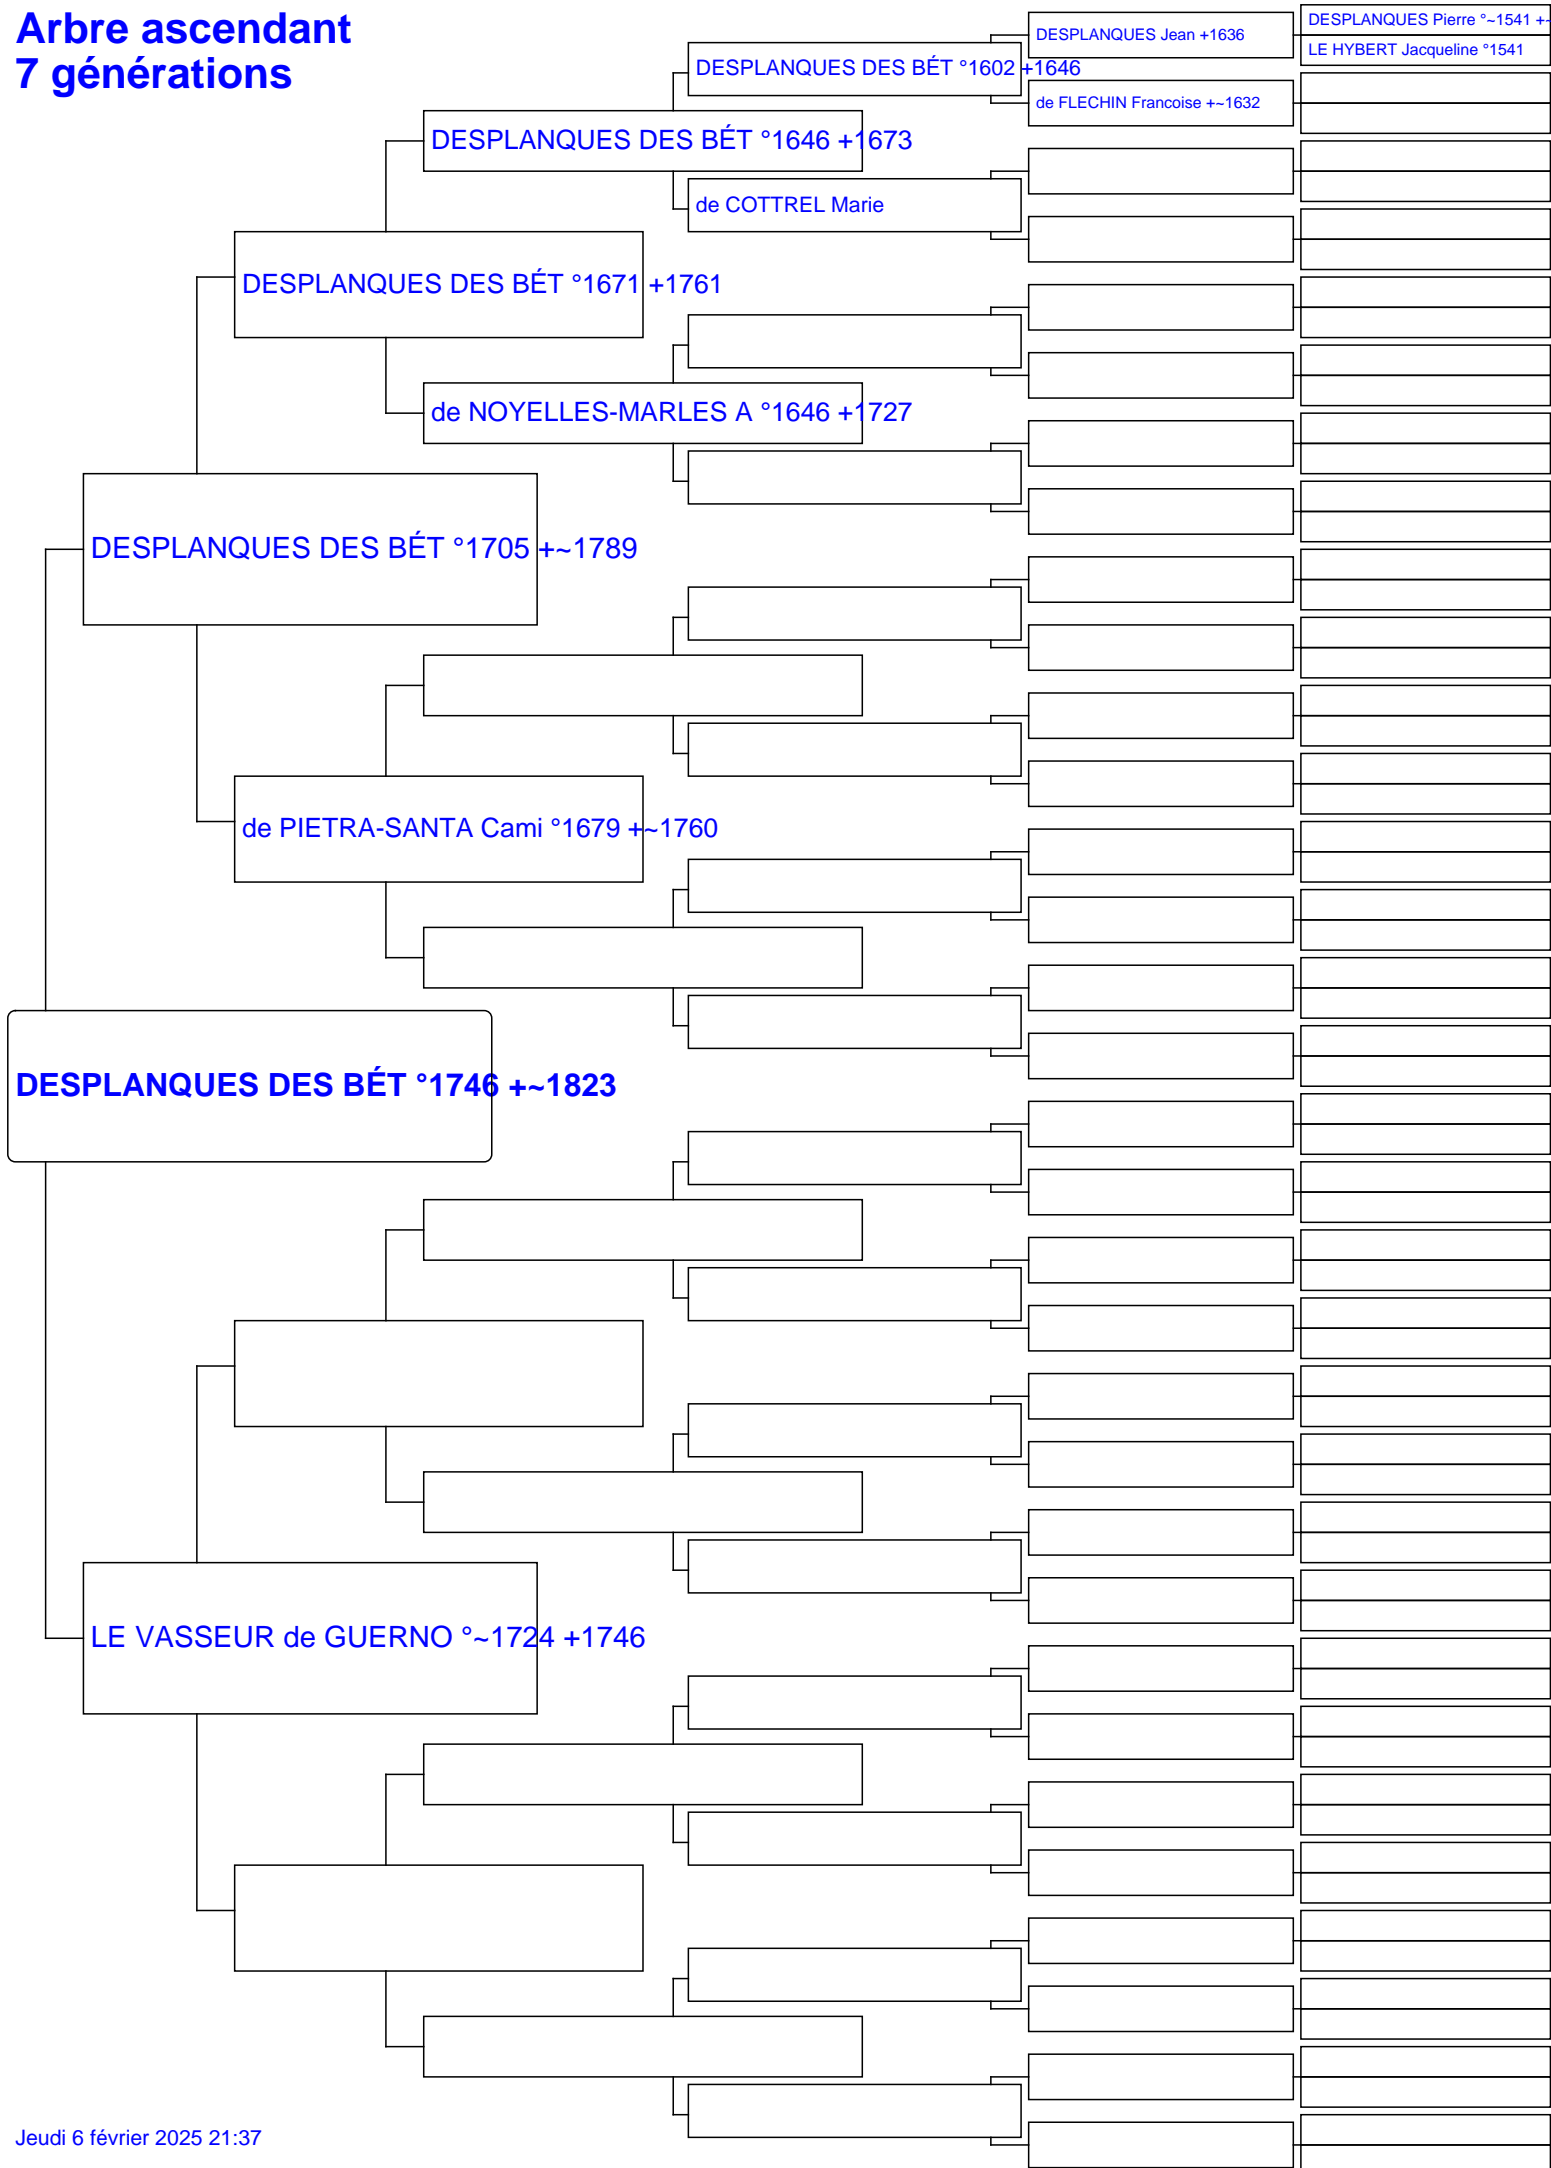 Arbre ascendant
7 générations
DESPLANQUES Pierre °~1541 +~
LE HYBERT Jacqueline °1541
DESPLANQUES Jean +1636
DESPLANQUES DES BÉT °1602 +1646
de FLECHIN Francoise +~1632
DESPLANQUES DES BÉT °1646 +1673
de COTTREL Marie
DESPLANQUES DES BÉT °1671 +1761
de NOYELLES-MARLES A °1646 +1727
DESPLANQUES DES BÉT °1705 +~1789
de PIETRA-SANTA Cami °1679 +~1760
DESPLANQUES DES BÉT °1746 +~1823
LE VASSEUR de GUERNO °~1724 +1746
Jeudi 6 février 2025 21:37